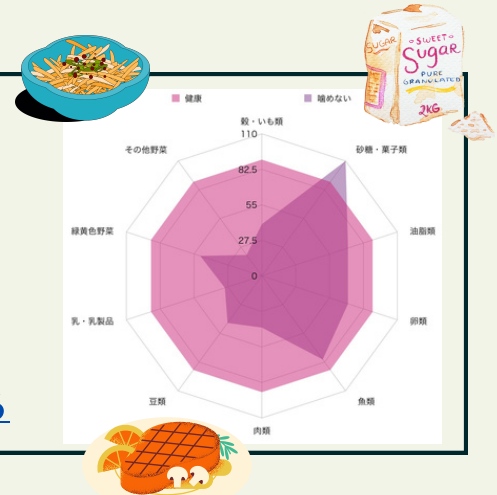 SUGAR
SWEET
Sugar
PURE
GRANULATED
2KG
健康
噛めない
穀・いも類
110
その他野菜
砂糖・菓子類
82.5
55
緑黄色野菜
油脂類
27.5
0
乳・乳製品
卵類
豆類
魚類
肉類